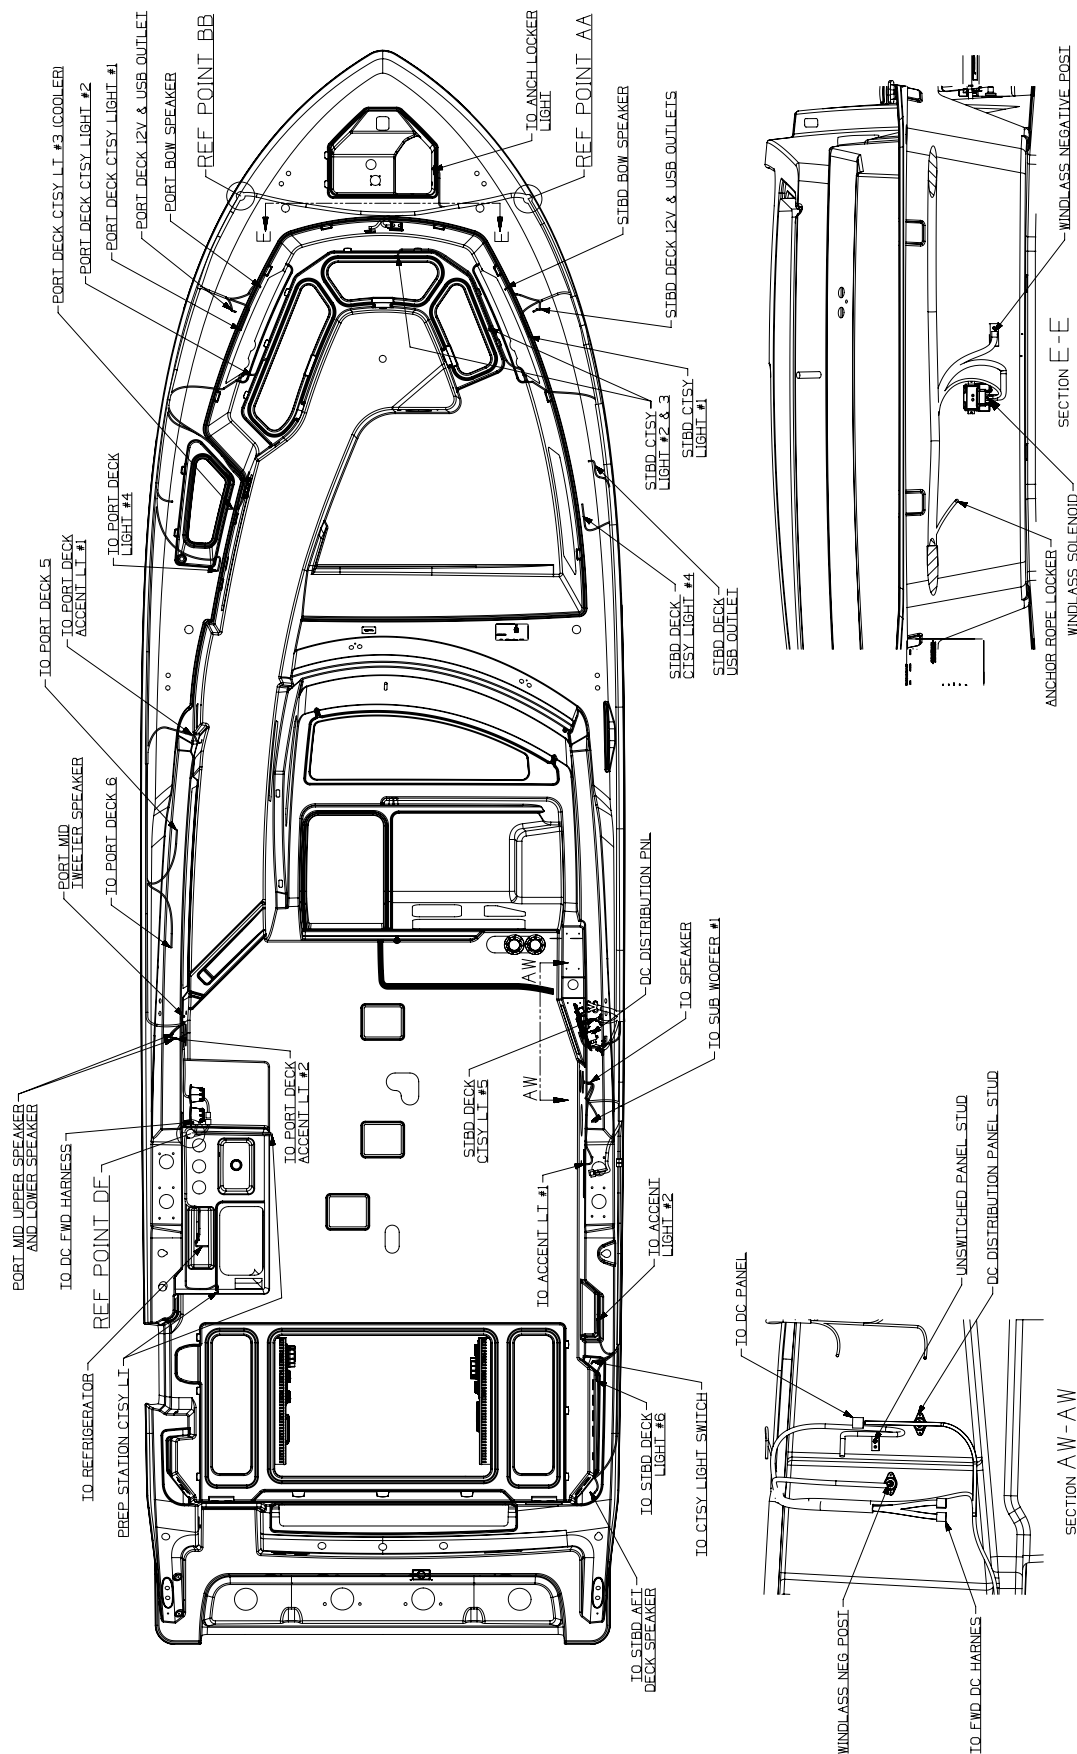 PORT DECK CTSY LT #3 (COOLER)
PORT DECK CTSY LIGHT #2
PORT DECK CTSY LIGHT #1
PORT DECK 12V & USB OUTLET
PORT BOW SPEAKER
REF POINT BB
TO ANCH LOCKER
LIGHT
REF POINT AA
STBD BOW SPEAKER
STBD DECK 12V & USB OUTLETS
E
E
STBD CTSY
LIGHT #2 & 3
STBD CTSY
LIGHT #1
TO PORT DECK
LIGHT #4
TO PORT DECK
ACCENT LT #1
TO PORT DECK 5
STBD DECK
CTSY LIGHT #4
STBD DECK
USB OUTLET
PORT MID
TWEETER SPEAKER
TO PORT DECK 6
DC DISTRIBUTION PNL
TO SPEAKER
TO SUB WOOFER #1
AW
AW
PORT MID UPPER SPEAKER
AND LOWER SPEAKER
TO DC FWD HARNESS
REF POINT DF
TO PORT DECK
ACCENT LT #2
STBD DECK
CTSY LT #5
TO ACCENT LT #1
TO ACCENT
LIGHT #2
TO REFRIGERATOR
PREP STATION CTSY LT
TO STBD DECK
LIGHT #6
TO CTSY LIGHT SWITCH
TO STBD AFT
DECK SPEAKER
WINDLASS NEGATIVE POST
SECTION E-E
WINDLASS SOLENOID
ANCHOR ROPE LOCKER
TO DC PANEL
UNSWITCHED PANEL STUD
DC DISTRIBUTION PANEL STUD
SECTION AW-AW
WINDLASS NEG POST
TO FWD DC HARNES